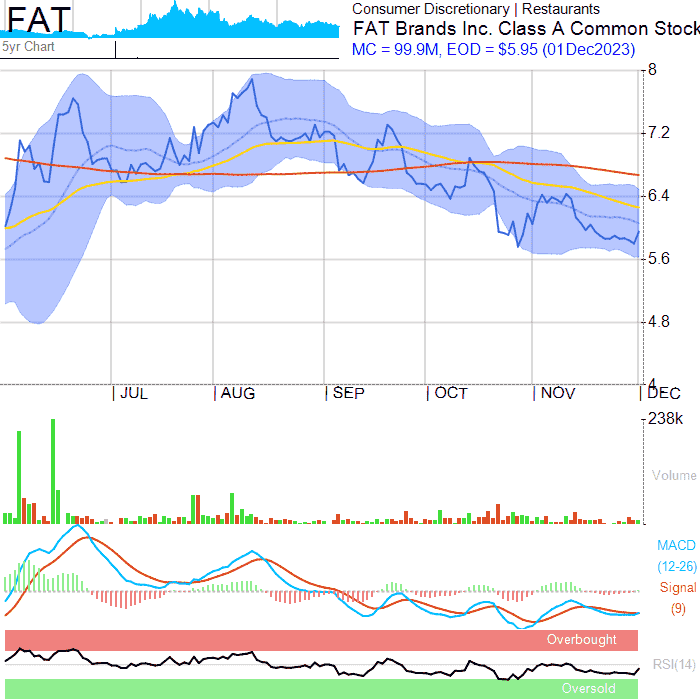 FAT
5yr Chart
Consumer Discretionary | Restaurants
FAT Brands Inc. Class A Common Stock
MC = 99.9M, EOD = $5.95 (01Dec2023)
8
7.2
6.4
5.6
4.8
4
JUL AUG SEP OCT NOV DEC
238k
Volume
MACD
(12-26)
Signal
(9)
Overbought
RSI(14)
Oversold